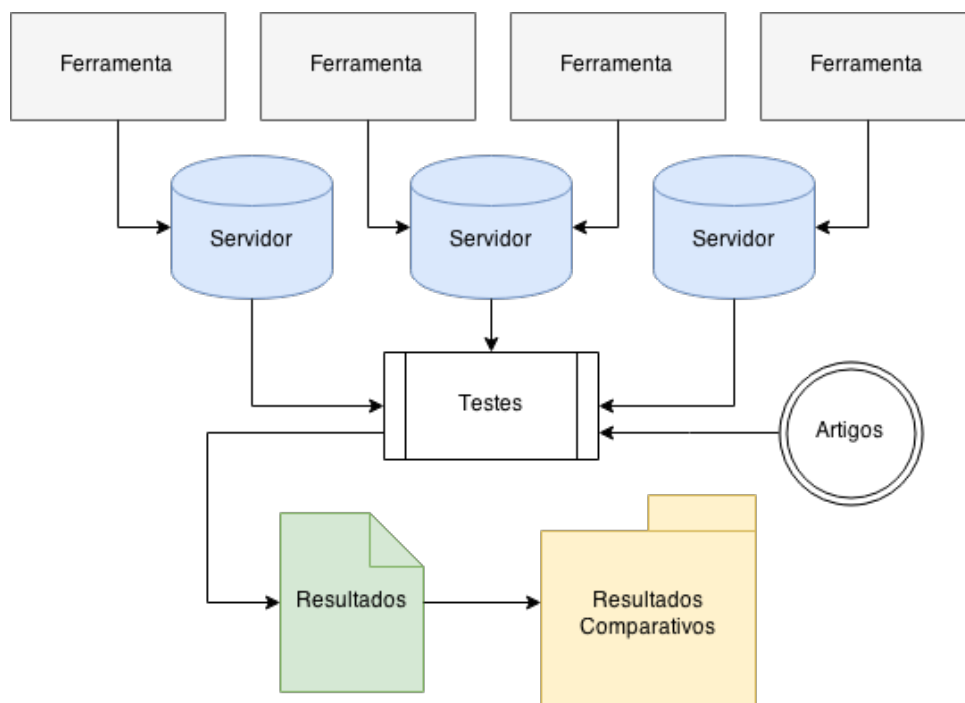 Ferramenta
Ferramenta
Ferramenta
Ferramenta
Servidor
Servidor
Servidor
Testes
Artigos
Resultados
Resultados
Comparativos